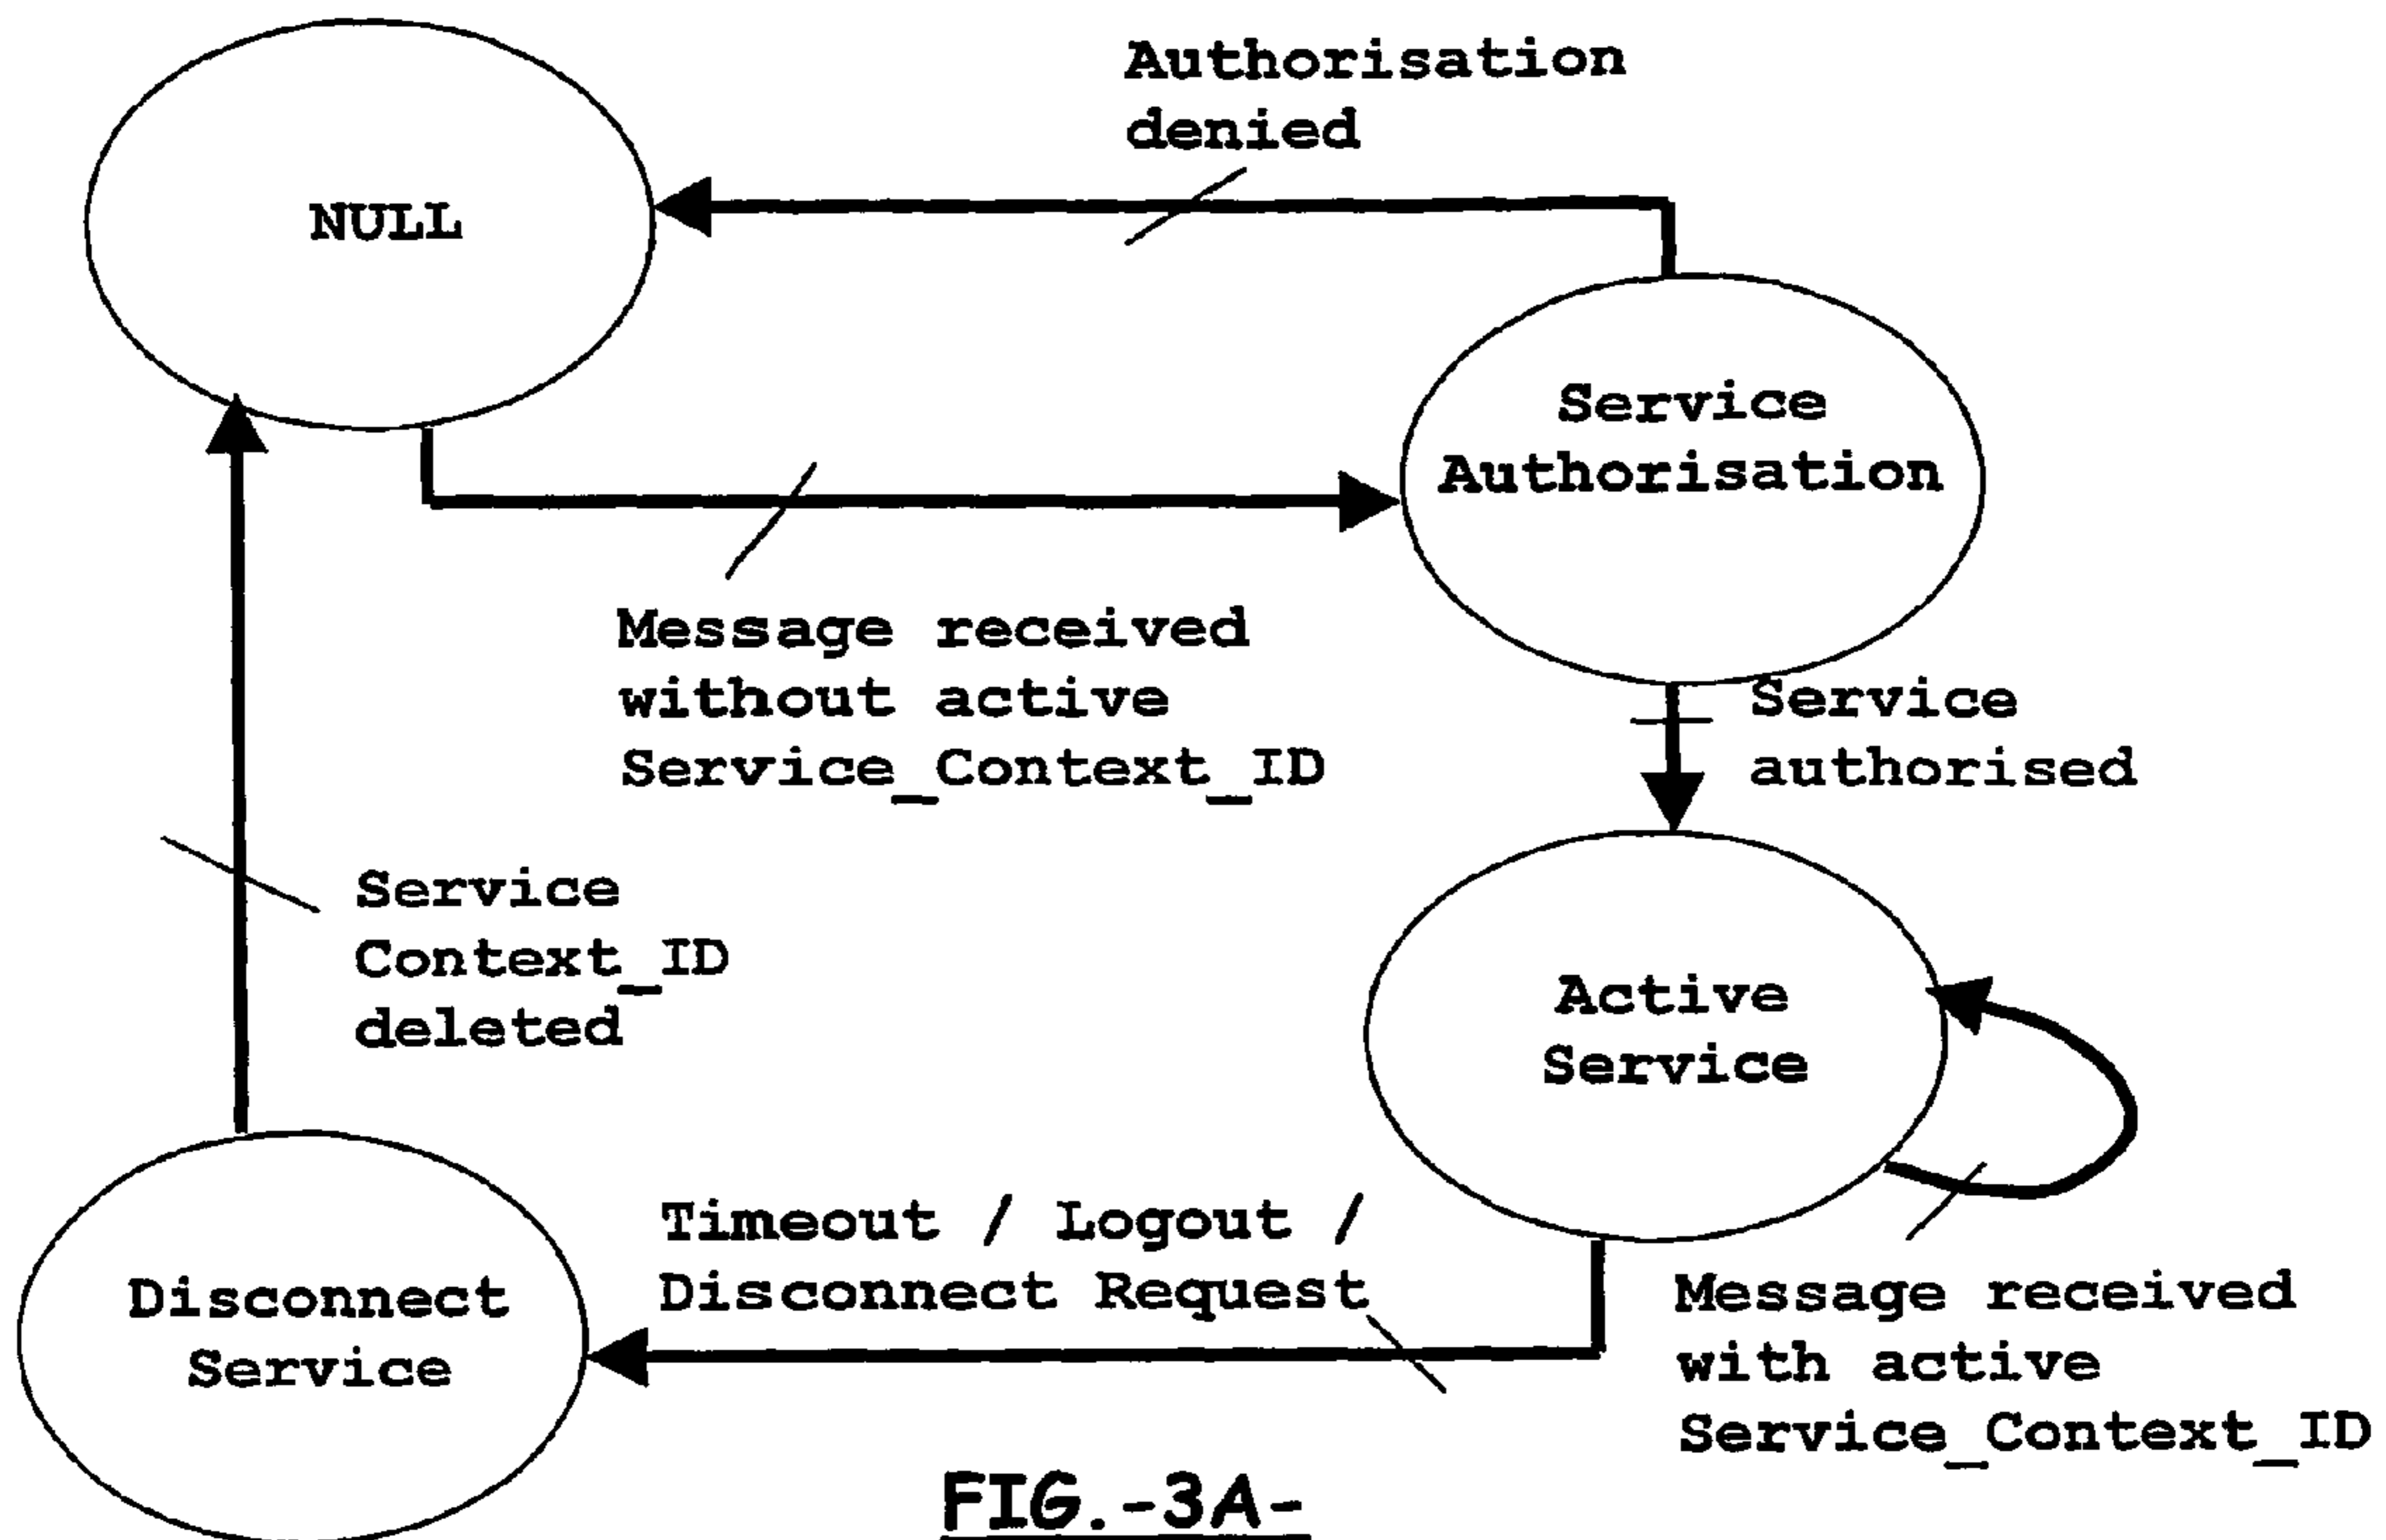 Authorisation
denied
NULL
Service
Authorisation
Message received
without active
Service_Context_ID
Service
authorised
Service
Context_ID
deleted
Active
Service
Timeout / Logout /
Disconnect Request
Disconnect
Service
Message received
with active
Service_Context_ID
FIG.-3A-